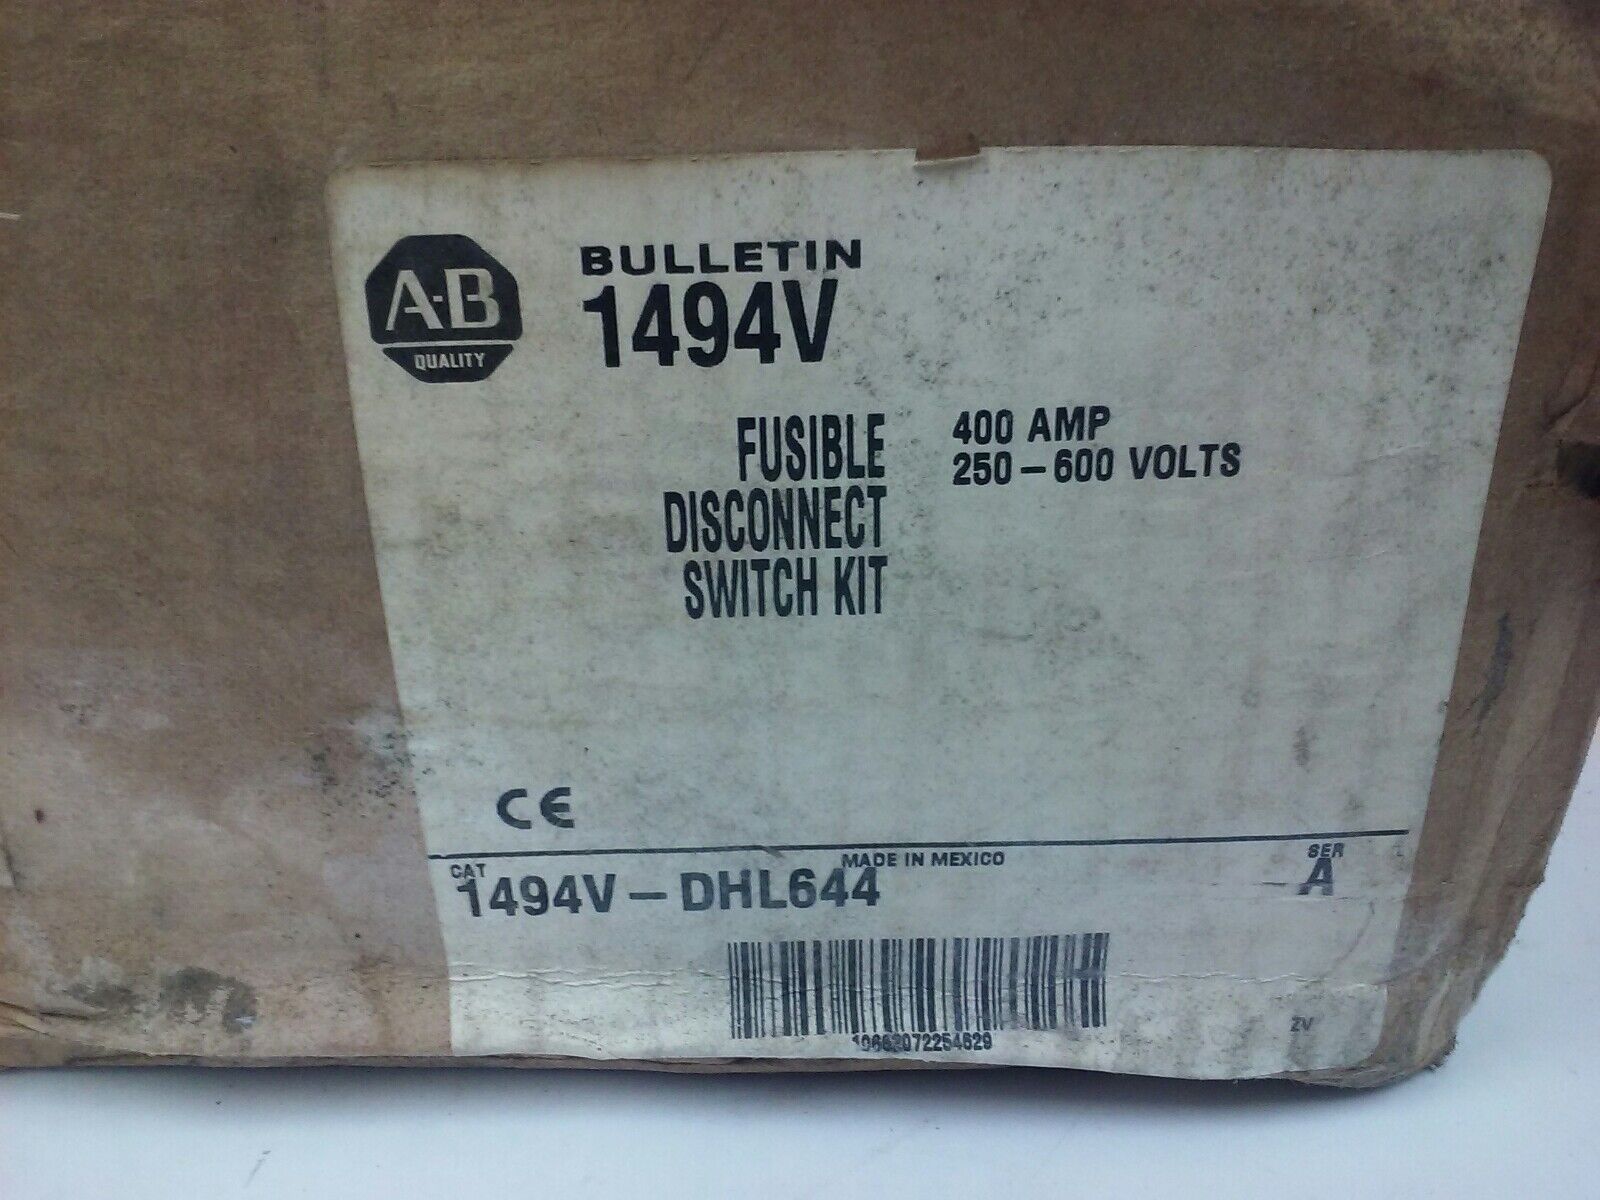 A-B
QUALITY
BULLETIN
1494V
FUSIBLE
DISCONNECT
SWITCH KIT
400 AMP
250-600 VOLTS
CE
MADE IN MEXICO
CAT
1494V-DHL644
SER
A
ZV